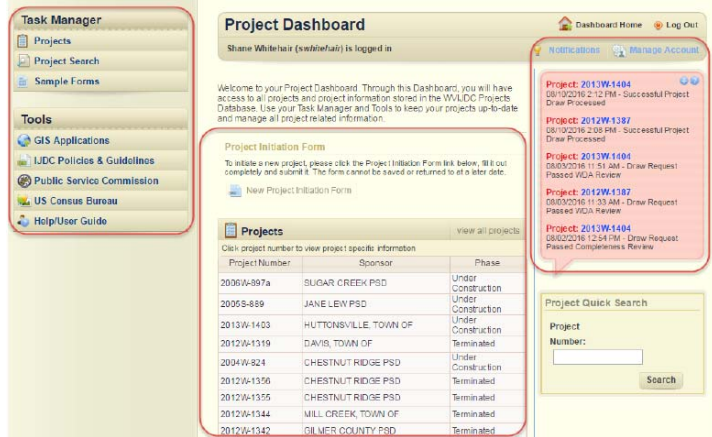 Task Manager
Projects
Project Search
Sample Forms
Tools
GIS Applications
IJDC Policies & Guidelines
Public Service Commission
US Census Bureau
Help/User Guide
Project Dashboard
Shane Whitehair (swhitehair) is logged in
Dashboard Home
Log Out
Notifications
Manage Account
Welcome to your Project Dashboard. Through this Dashboard, you will have
access to all projects and project information stored in the WVIJDC Projects
Database. Use your Task Manager and Tools to keep your projects up-to-date
and manage all project related information.
Project Initiation Form
To initiate a new project, please click the Project Initiation Form link below, fill it out
completely and submit it. The form cannot be saved or returned to at a later date.
New Project Initiation Form
Projects
view all projects
Click project number to view project specific information
Project Number Sponsor Phase
2006W-897a SUGAR CREEK PSD Under Construction
2005S-889 JANE LEW PSD Under Construction
2013W-1403 HUTTONSVILLE, TOWN OF Under Construction
2012W-1319 DAVIS, TOWN OF Terminated
2004W-824 CHESTNUT RIDGE PSD Under Construction
2012W-1356 CHESTNUT RIDGE PSD Terminated
2012W-1355 CHESTNUT RIDGE PSD Terminated
2012W-1344 MILL CREEK, TOWN OF Terminated
2012W-1342 GILMER COUNTY PSD Terminated
Project: 2013W-1404
08/10/2016 2:12 PM - Successful Project
Draw Processed
Project: 2012W-1387
08/10/2016 2:08 PM - Successful Project
Draw Processed
Project: 2013W-1404
08/03/2016 11:51 AM - Draw Request
Passed WDA Review
Project: 2012W-1387
08/03/2016 11:33 AM - Draw Request
Passed WDA Review
Project: 2013W-1404
08/02/2016 12:54 PM - Draw Request
Passed Completeness Review
Project Quick Search
Project
Number:
Search